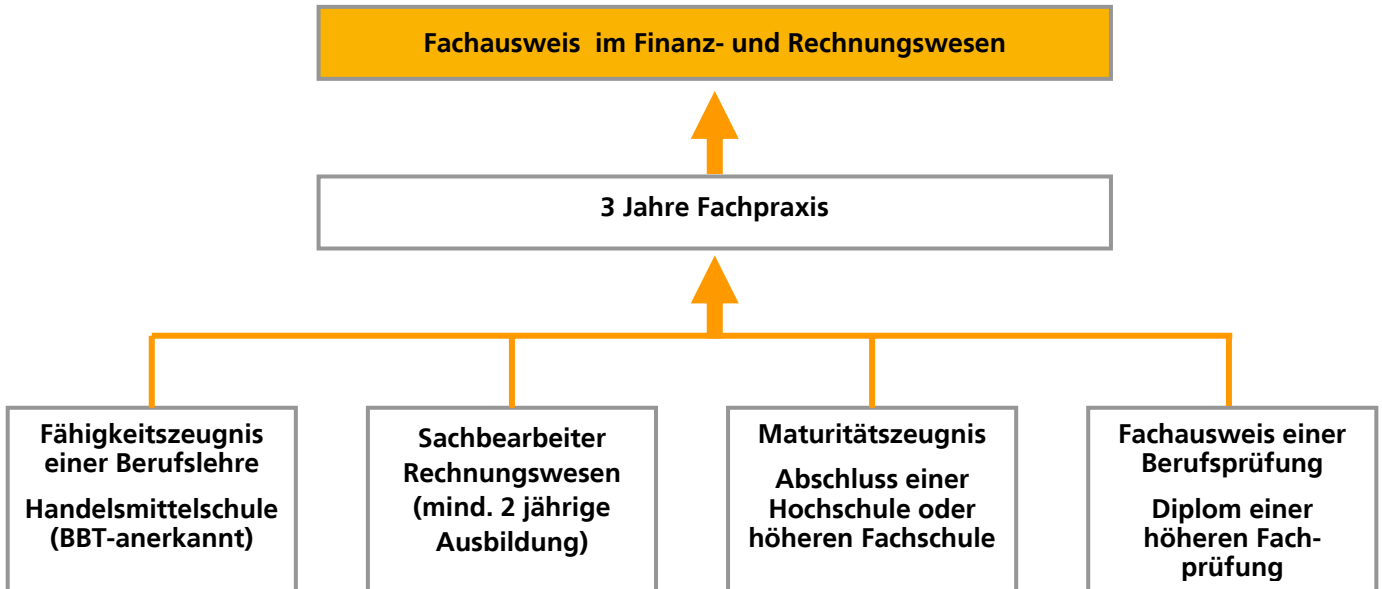 Fachausweis im Finanz- und Rechnungswesen
3 Jahre Fachpraxis
Fähigkeitszeugnis
einer Berufslehre
Handelsmittelschule
(BBT-anerkannt)
Sachbearbeiter
Rechnungswesen
(mind. 2 jährige
Ausbildung)
Maturitätszeugnis
Abschluss einer
Hochschule oder
höheren Fachschule
Fachausweis einer
Berufsprüfung
Diplom einer
höheren Fach-
prüfung